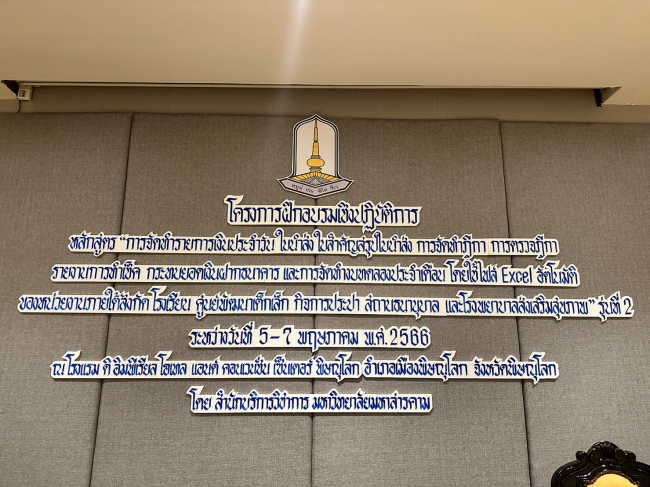 โครงการฝึกอบรมเชิงปฏิบัติการ
หลักสูตร “การจัดทำรายการเงินประจำวัน ใบนำส่ง ใบสำคัญสรุปใบนำส่ง การจัดทำฎีกา การตรวจฎีกา
รายงานการทำเช็ค กระทบยอดเงินฝากธนาคาร และการจัดทำงบทดลองประจำเดือน โดยใช้ไฟล์ Excel อัตโนมัติ
ของหน่วยงานภายใต้สังกัด โรงเรียน ศูนย์พัฒนาเด็กเล็ก กิจการประปา สถานธนานุบาล และโรงพยาบาลส่งเสริมสุขภาพ” รุ่นที่ 2
ระหว่างวันที่ 5-7 พฤษภาคม พ.ศ.2566
ณ โรงแรม ดิ อิมพีเรียล โฮเทล แอนด์ คอนเวนชั่น เซ็นเตอร์ พิษณุโลก อำเภอเมืองพิษณุโลก จังหวัดพิษณุโลก
โดย สำนักบริการวิชาการ มหาวิทยาลัยมหาสารคาม